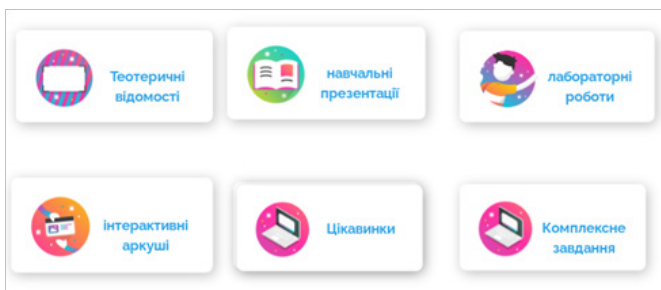 Теотеричні
відомості
навчальні
презентації
лабораторні
роботи
інтерактивні
аркуші
Цікавинки
Комплексне
завдання